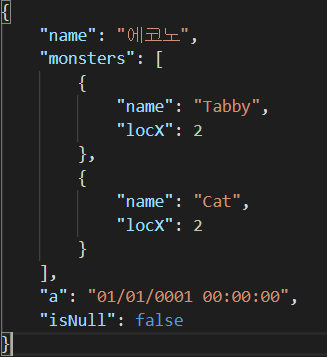 {
    "name": "에코노",
    "monsters": [
        {
            "name": "Tabby",
            "locX": 2
        },
        {
            "name": "Cat",
            "locX": 2
        }
    ],
    "a": "01/01/0001 00:00:00",
    "isNull": false
}